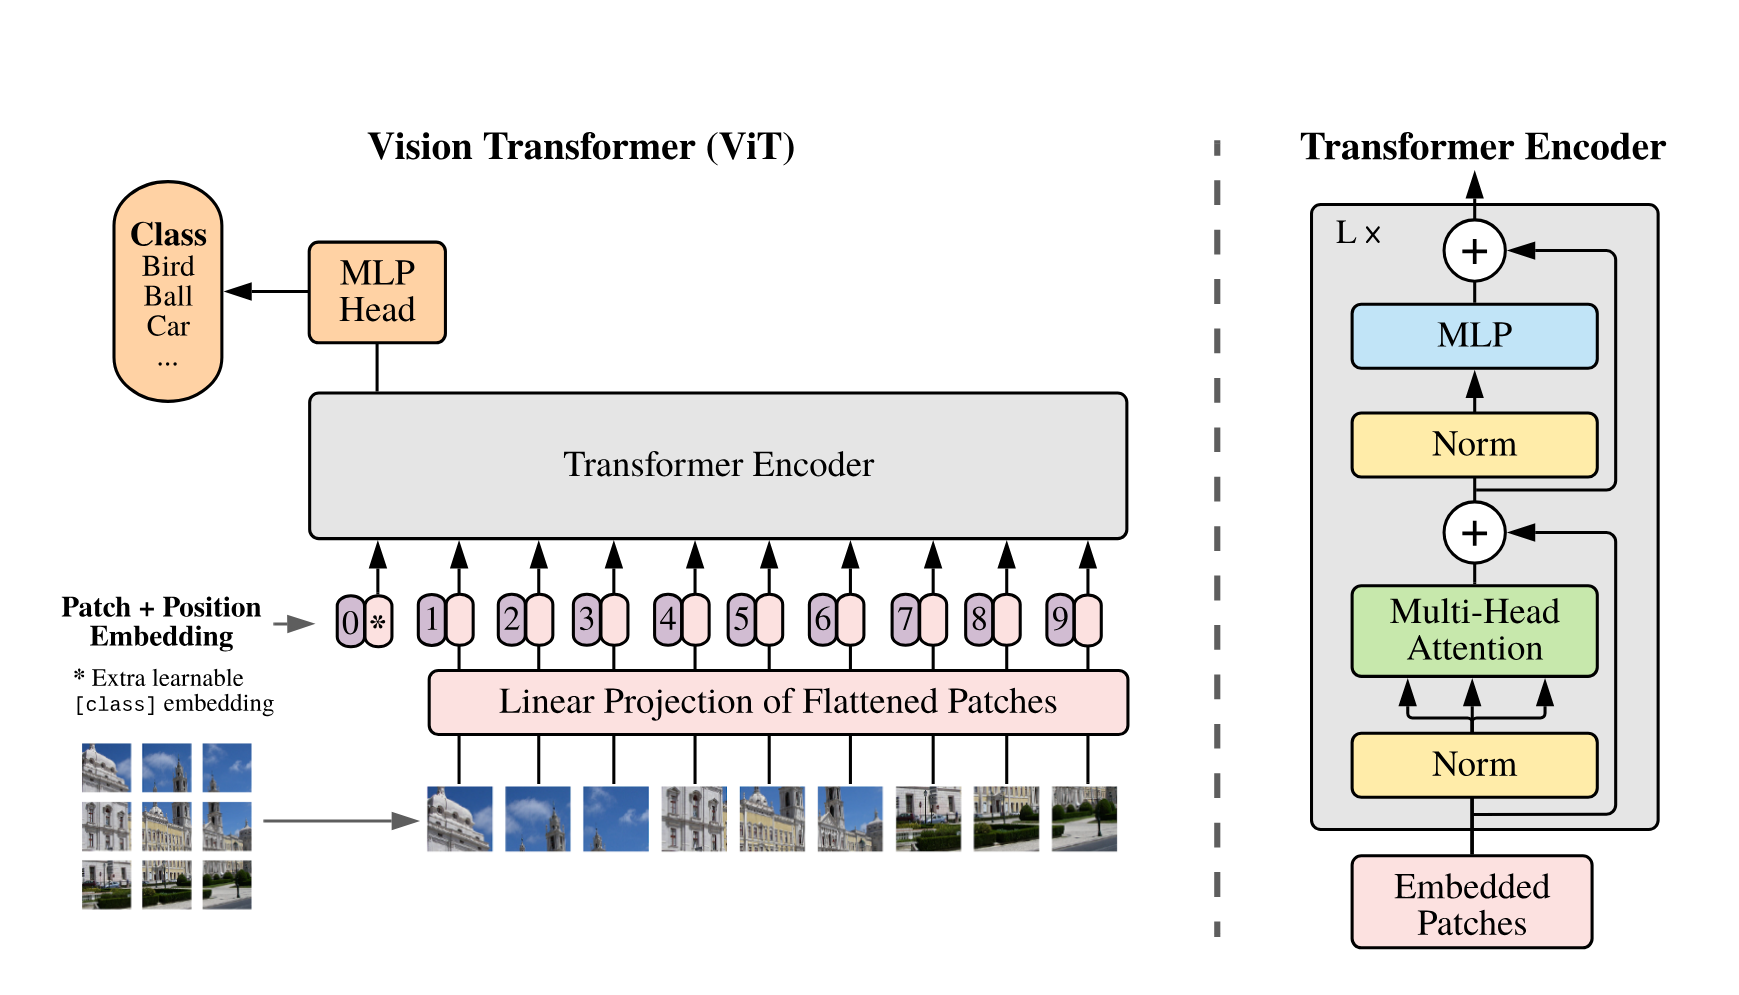 Vision Transformer (ViT)
Class
Bird
Ball
Car
...
MLP
Head
Transformer Encoder
Patch + Position
Embedding
0 * 1 2 3 4 5 6 7 8 9
* Extra learnable
[class] embedding
Linear Projection of Flattened Patches
Transformer Encoder
L x
+
MLP
Norm
+
Multi-Head
Attention
Norm
Embedded
Patches